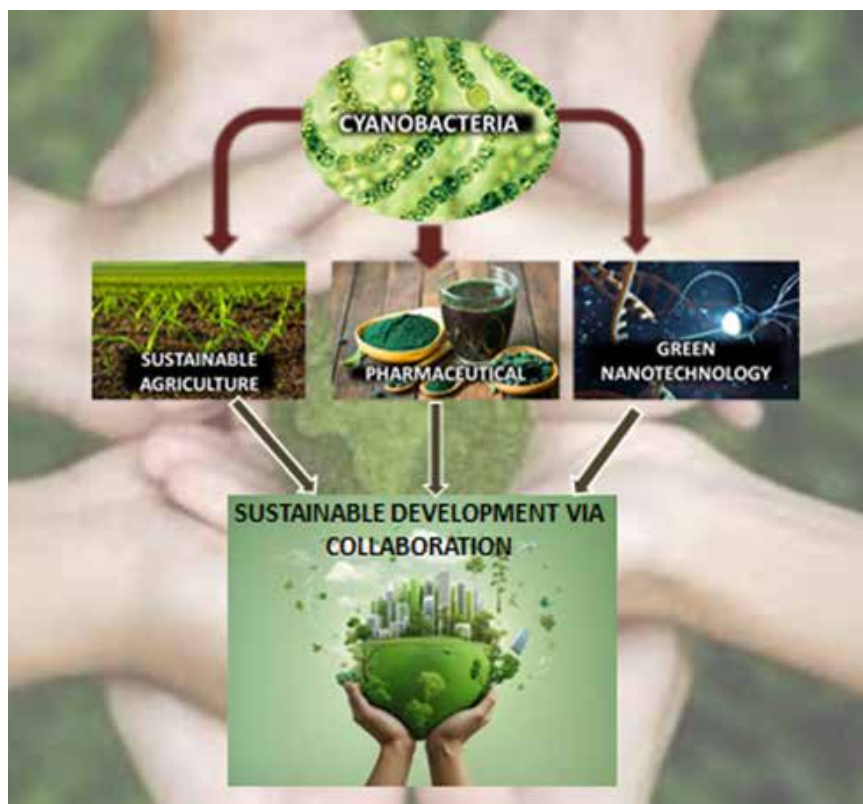 CYANOBACTERIA
SUSTAINABLE
AGRICULTURE
PHARMACEUTICAL
GREEN
NANOTECHNOLOGY
SUSTAINABLE DEVELOPMENT VIA
COLLABORATION